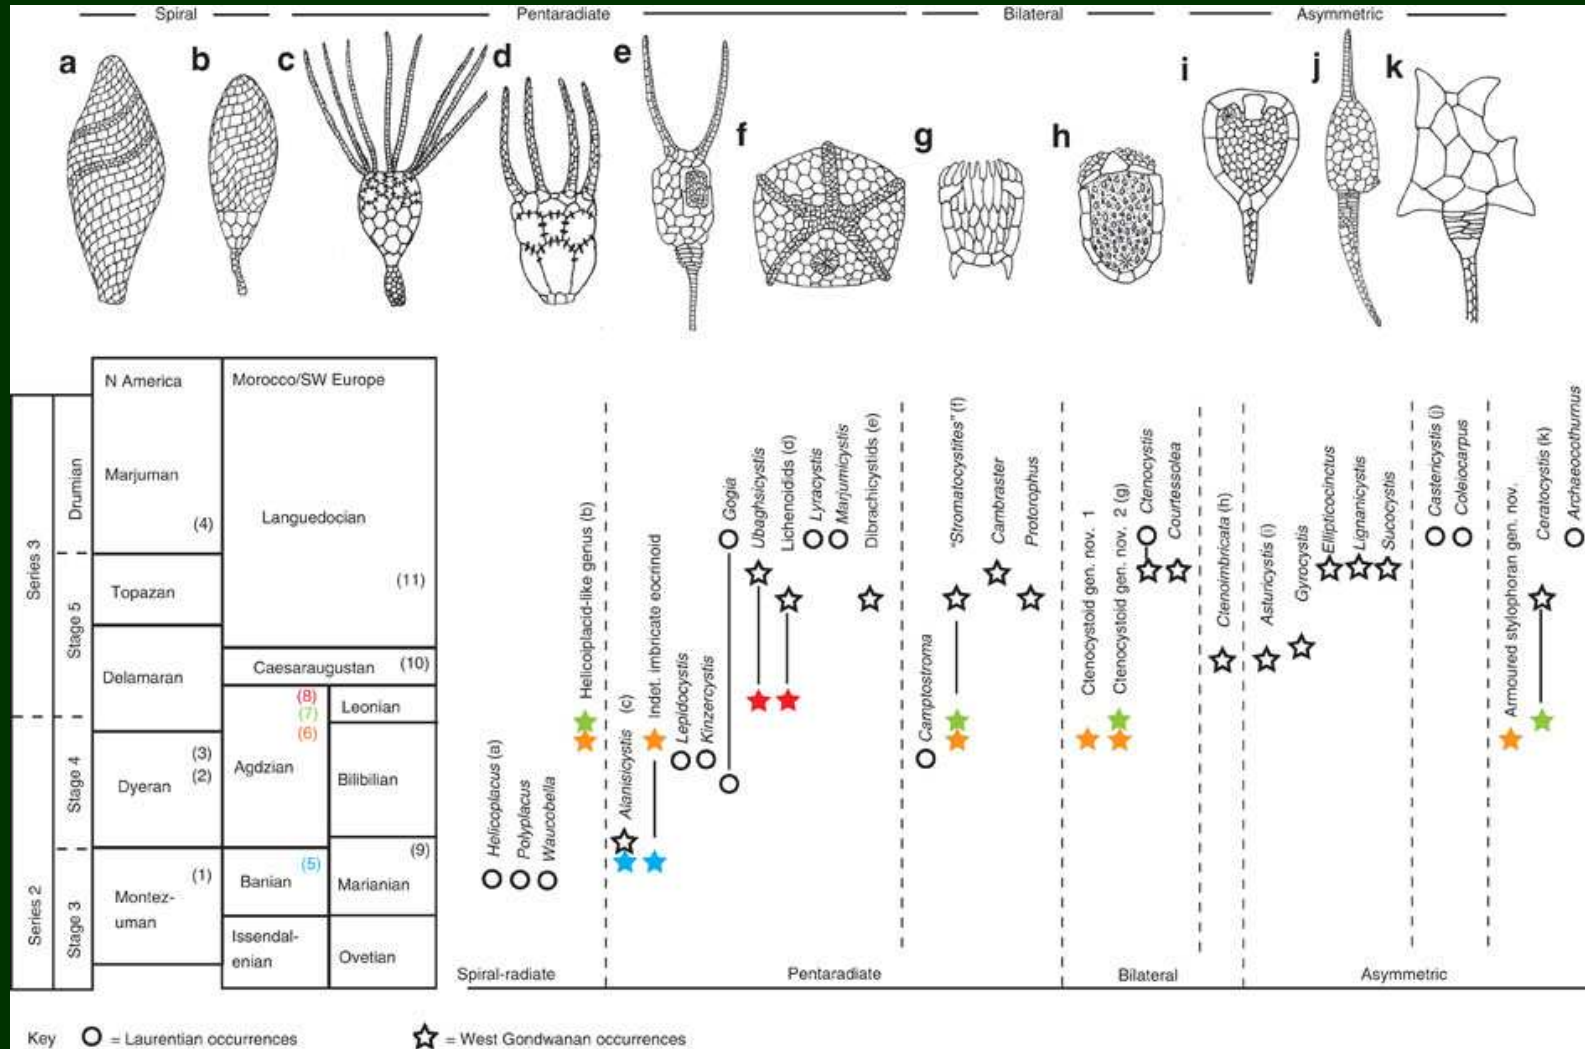 Spiral
Pentaradiate
Bilateral
Asymmetric
a
b
c
d
e
f
g
h
i
j
k
N America
Morocco/SW Europe
Series 3
Drumian
Marjuman
(4)
Languedocian
(11)
Stage 5
Topazan
Delamaran
Caesaraugustan (10)
(8)
(7)
(6)
Leonian
Series 2
Stage 4
Dyeran
(3)
(2)
Agdzian
Bilibilian
Stage 3
Montez-
uman
(1)
Banian
(5)
(9)
Marianian
Issendal-
enian
Ovetian
Helicoplacus (a)
Polyplacus
Waucobella
Helicoiplacid-like genus (b)
Alanisicystis (c)
Indet. imbricate eocrinoid
Lepidocystis
Kinzercystis
Gogia
Ubaghsicystis
Lichenoidids (d)
Lyracystis
Marjumicystis
Dibrachicystids (e)
Camptostroma
"Stromatocystites" (f)
Cambraster
Protorophus
Ctenocystoid gen. nov. 1
Ctenocystoid gen. nov. 2 (g)
Ctenocystis
Courtessolea
Ctenoimbricata (h)
Asturicystis (i)
Gyrocystis
Ellipticocinctus
Lignanicystis
Sucocystis
Castericystis (j)
Coleiocarpus
Armoured stylophoran gen. nov.
Ceratocystis (k)
Archaeocothurnus
Spiral-radiate
Pentaradiate
Bilateral
Asymmetric
Key
= Laurentian occurrences
= West Gondwanan occurrences